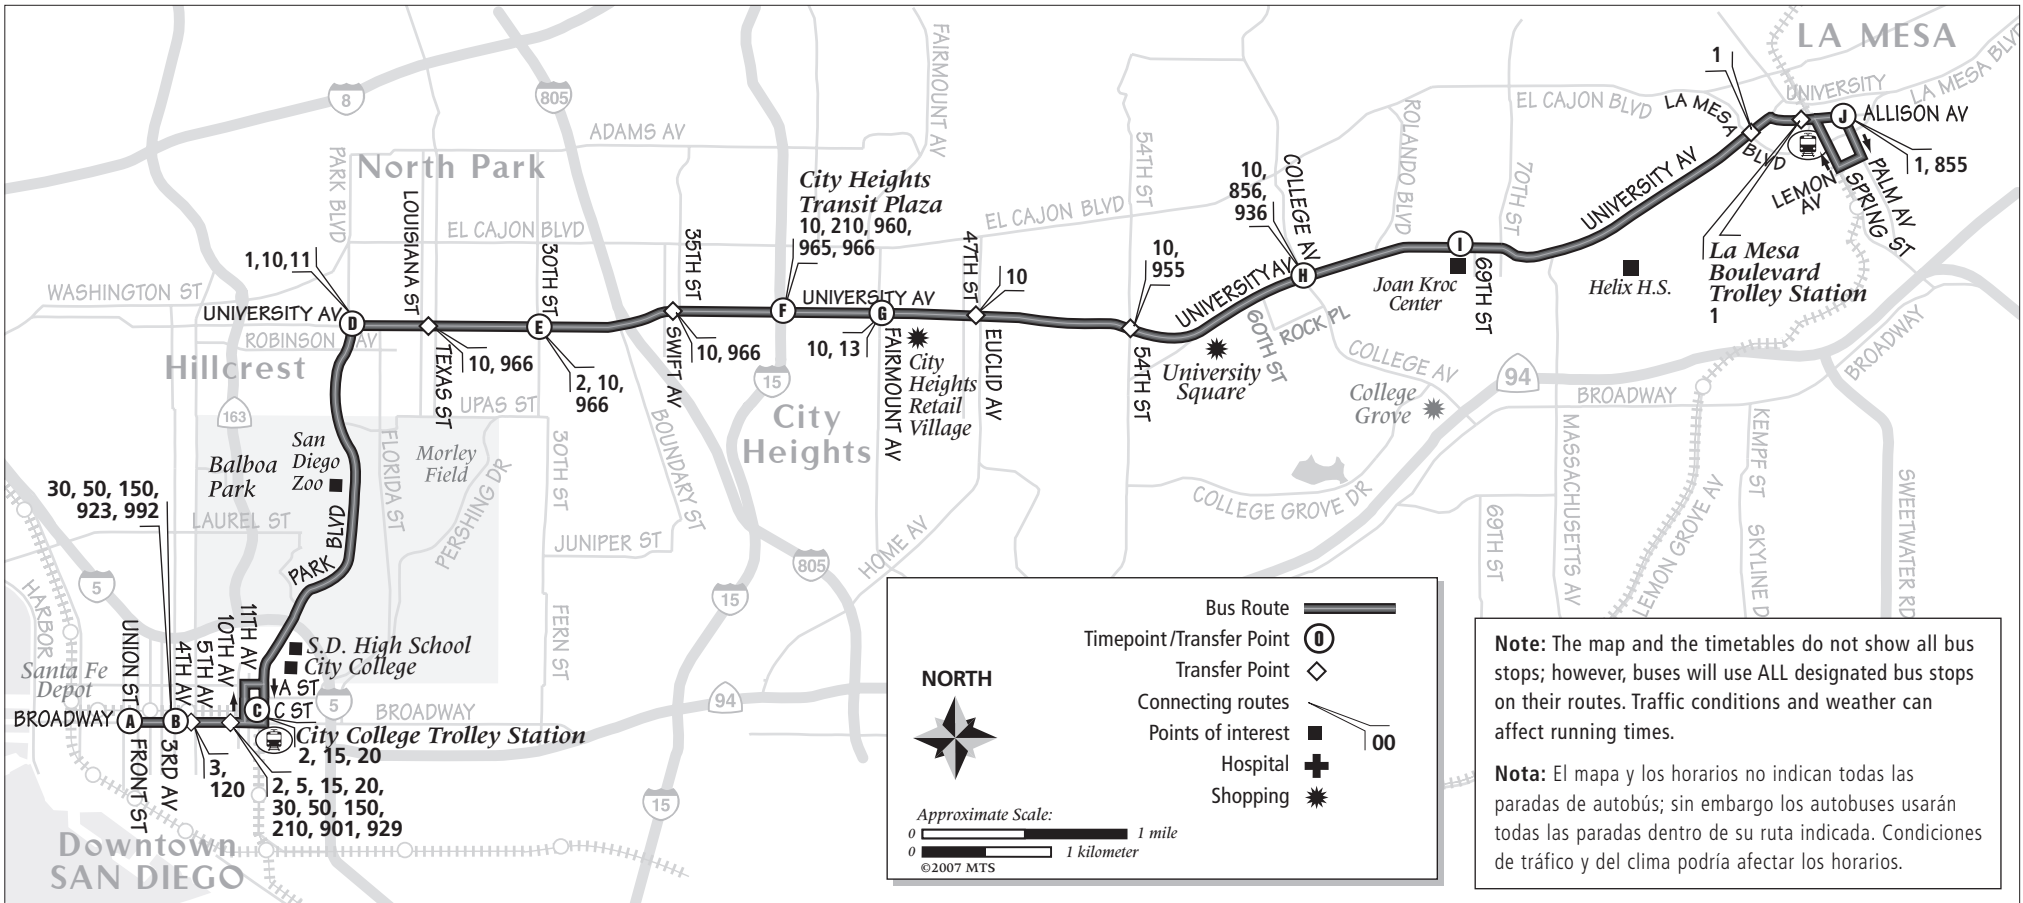 LA MESA
UNIVERSITY
LA MESA BLVD
1
EL CAJON BLVD
LA MESA
BLVD
J
ALLISON AV
1, 855
LEMON
AV
PALM AV
SPRING ST
La Mesa
Boulevard
Trolley Station
1
FAIRMOUNT AV
8
805
ADAMS AV
North Park
PARK BLVD
LOUISIANA ST
EL CAJON BLVD
30TH ST
35TH ST
City Heights
Transit Plaza
10, 210, 960,
965, 966
47TH ST
EL CAJON BLVD
54TH ST
10,
856,
936
COLLEGE AV
ROLANDO BLVD
70TH ST
UNIVERSITY AV
1,10,11
WASHINGTON ST
UNIVERSITY AV
D
E
F
UNIVERSITY AV
G
10
10,
955
UNIVERSITY AV
H
I
Joan Kroc
Center
69TH ST
Helix H.S.
ROBINSON AV
Hillcrest
TEXAS ST
10, 966
2, 10,
966
SWIFT AV
10, 966
15
10, 13
FAIRMOUNT AV
City
Heights
Retail
Village
EUCLID AV
54TH ST
University
Square
60TH ST
ROCK PL
COLLEGE AV
College
Grove
94
BROADWAY
BROADWAY
163
UPAS ST
City
Heights
San
Diego
Zoo
Balboa
Park
FLORIDA ST
Morley
Field
PERSHING DR
30TH ST
BOUNDARY ST
30, 50, 150,
923, 992
LAUREL ST
PARK BLVD
JUNIPER ST
HOME AV
COLLEGE GROVE DR
69TH ST
MASSACHUSETTS AV
LEMON GROVE AV
KEMPF ST
SKYLINE D
SWEETWATER RD
HARBOR
5
805
15
UNION ST
4TH AV
5TH AV
10TH AV
11TH AV
S.D. High School
City College
FERN ST
Santa Fe
Depot
A ST
C ST
5
94
BROADWAY
A
B
C
BROADWAY
City College Trolley Station
2, 15, 20
FRONT ST
3RD AV
3,
120
2, 5, 15, 20,
30, 50, 150,
210, 901, 929
15
Downtown
SAN DIEGO
Bus Route
Timepoint/Transfer Point
0
Transfer Point
Connecting routes
00
Points of interest
Hospital
Shopping
NORTH
Approximate Scale:
0 1 mile
0 1 kilometer
©2007 MTS
Note: The map and the timetables do not show all bus
stops; however, buses will use ALL designated bus stops
on their routes. Traffic conditions and weather can
affect running times.
Nota: El mapa y los horarios no indican todas las
paradas de autobús; sin embargo los autobuses usarán
todas las paradas dentro de su ruta indicada. Condiciones
de tráfico y del clima podría afectar los horarios.